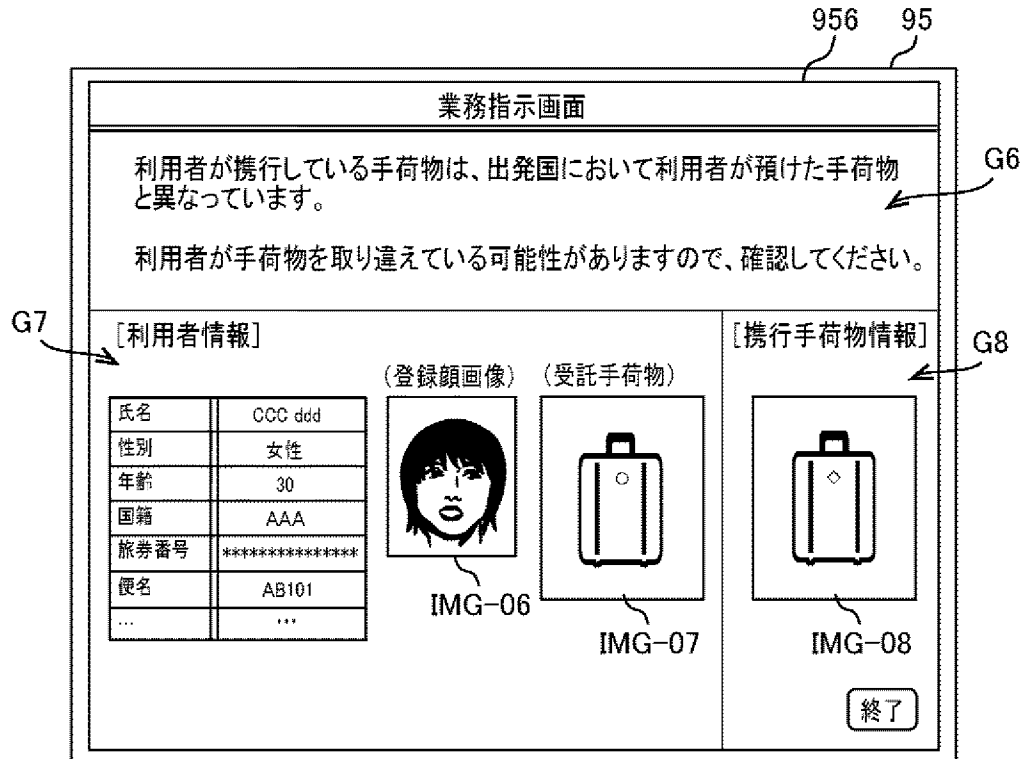 956 95
業務指示画面
利用者が携行している手荷物は、出発国において利用者が預けた手荷物
と異なっています。
G6
利用者が手荷物を取り違えている可能性がありますので、確認してください。
G7
[利用者情報]
(登録顔画像) (受託手荷物)
氏名 CCC ddd
性別 女性
年齢 30
国籍 AAA
旅券番号 ***************
便名 AB101
... ***
IMG-06
IMG-07
[携行手荷物情報]
G8
IMG-08
終了